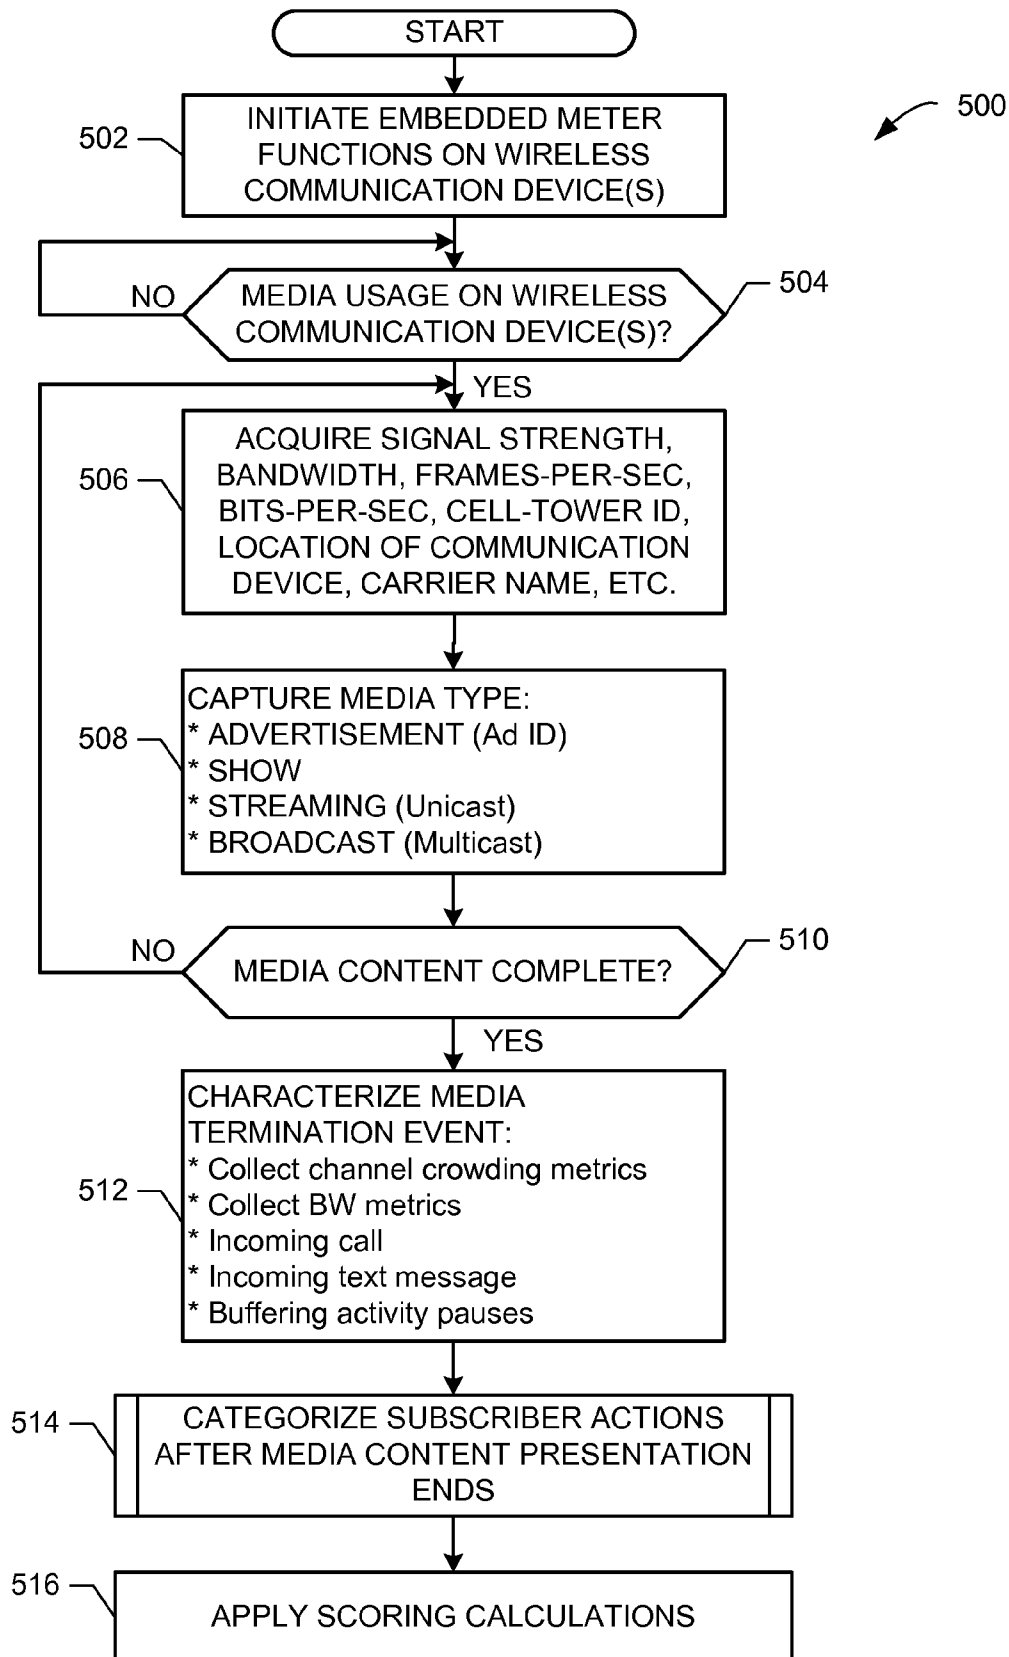 START
500
502
INITIATE EMBEDDED METER
FUNCTIONS ON WIRELESS
COMMUNICATION DEVICE(S)
NO
MEDIA USAGE ON WIRELESS
COMMUNICATION DEVICE(S)?
504
YES
506
ACQUIRE SIGNAL STRENGTH,
BANDWIDTH, FRAMES-PER-SEC,
BITS-PER-SEC, CELL-TOWER ID,
LOCATION OF COMMUNICATION
DEVICE, CARRIER NAME, ETC.
508
CAPTURE MEDIA TYPE:
* ADVERTISEMENT (Ad ID)
* SHOW
* STREAMING (Unicast)
* BROADCAST (Multicast)
NO
MEDIA CONTENT COMPLETE?
510
YES
512
CHARACTERIZE MEDIA
TERMINATION EVENT:
* Collect channel crowding metrics
* Collect BW metrics
* Incoming call
* Incoming text message
* Buffering activity pauses
514
CATEGORIZE SUBSCRIBER ACTIONS
AFTER MEDIA CONTENT PRESENTATION
ENDS
516
APPLY SCORING CALCULATIONS